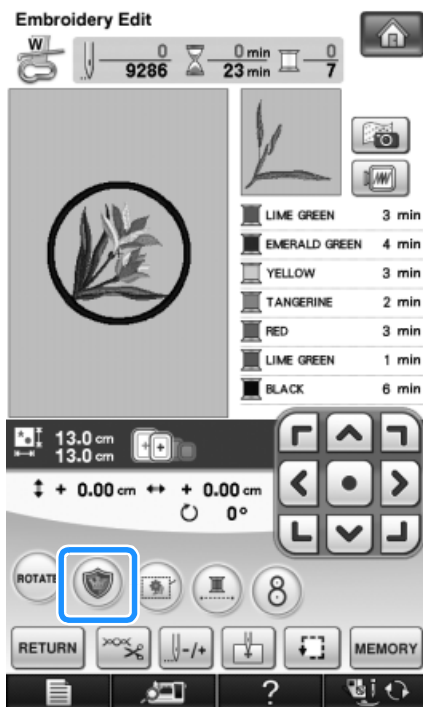 Embroidery Edit
W
0
9286
0 min
23 min
0
7
LIME GREEN 3 min
EMERALD GREEN 4 min
YELLOW 3 min
TANGERINE 2 min
RED 3 min
LIME GREEN 1 min
BLACK 6 min
13.0 cm
13.0 cm
+ 0.00 cm + 0.00 cm
0°
ROTATE
8
RETURN -/+ MEMORY
?